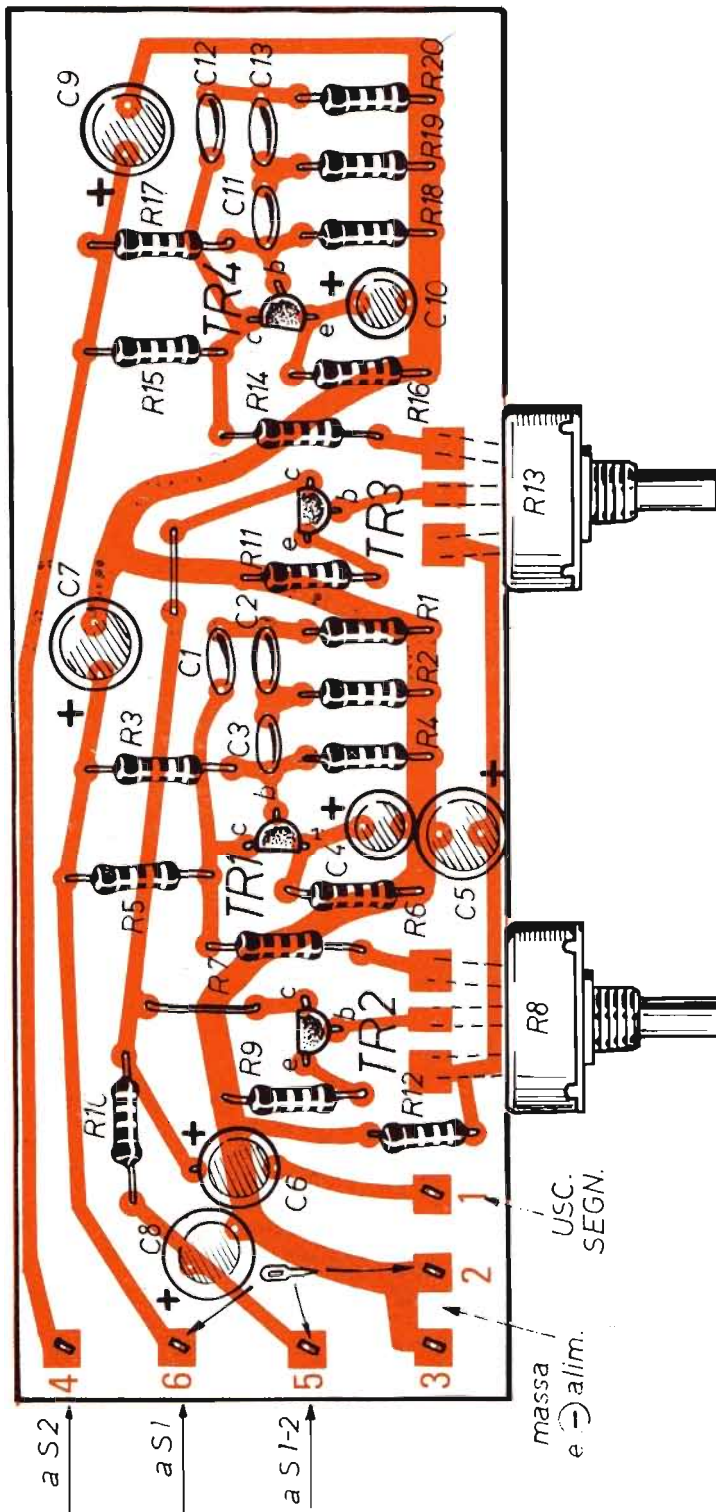 C9
+
R17
R15
TR4
c
b
e
C12
C13
C11
+
C10
R20
R19
R18
R16
R14
R13
C7
+
R11
TR3
c
b
e
C1
C2
C3
R3
R5
TR1
c
b
C4
+
R1
R2
R4
R6
C5
+
R7
R8
TR2
c
b
e
R9
R12
C6
+
C8
+
4
6
5
3
2
1
a S2
a S1
a S1-2
massa
e (-) alim.
USC.
SEGN.